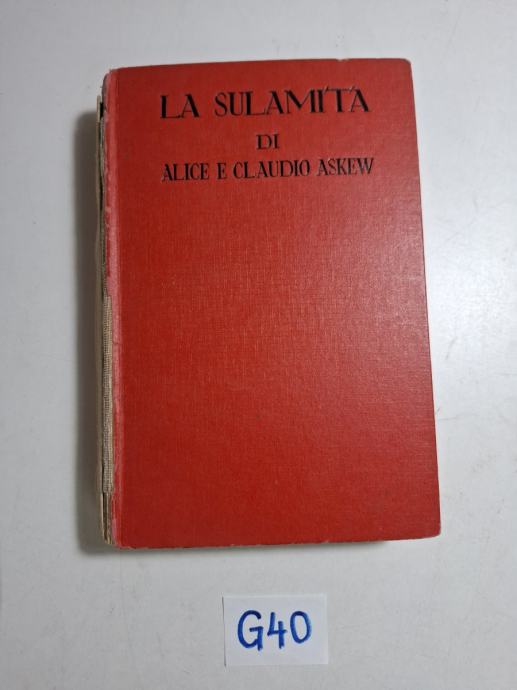 LA SULAMITA
DI
ALICE E CLAUDIO ASKEW
G40